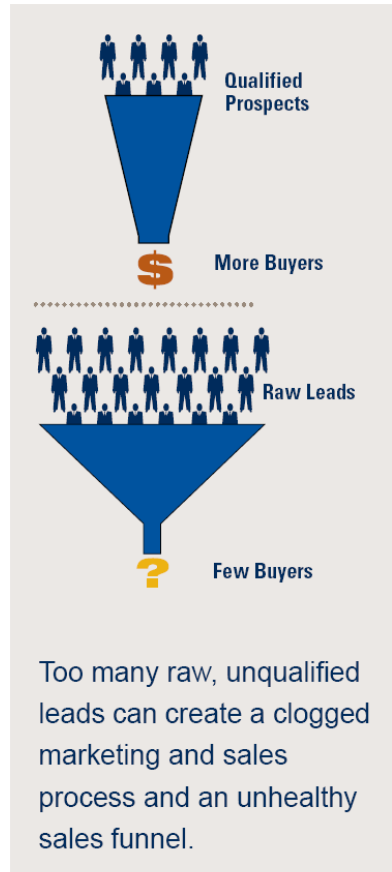 Qualified
Prospects
$
More Buyers
Raw Leads
?
Few Buyers
Too many raw, unqualified
leads can create a clogged
marketing and sales
process and an unhealthy
sales funnel.